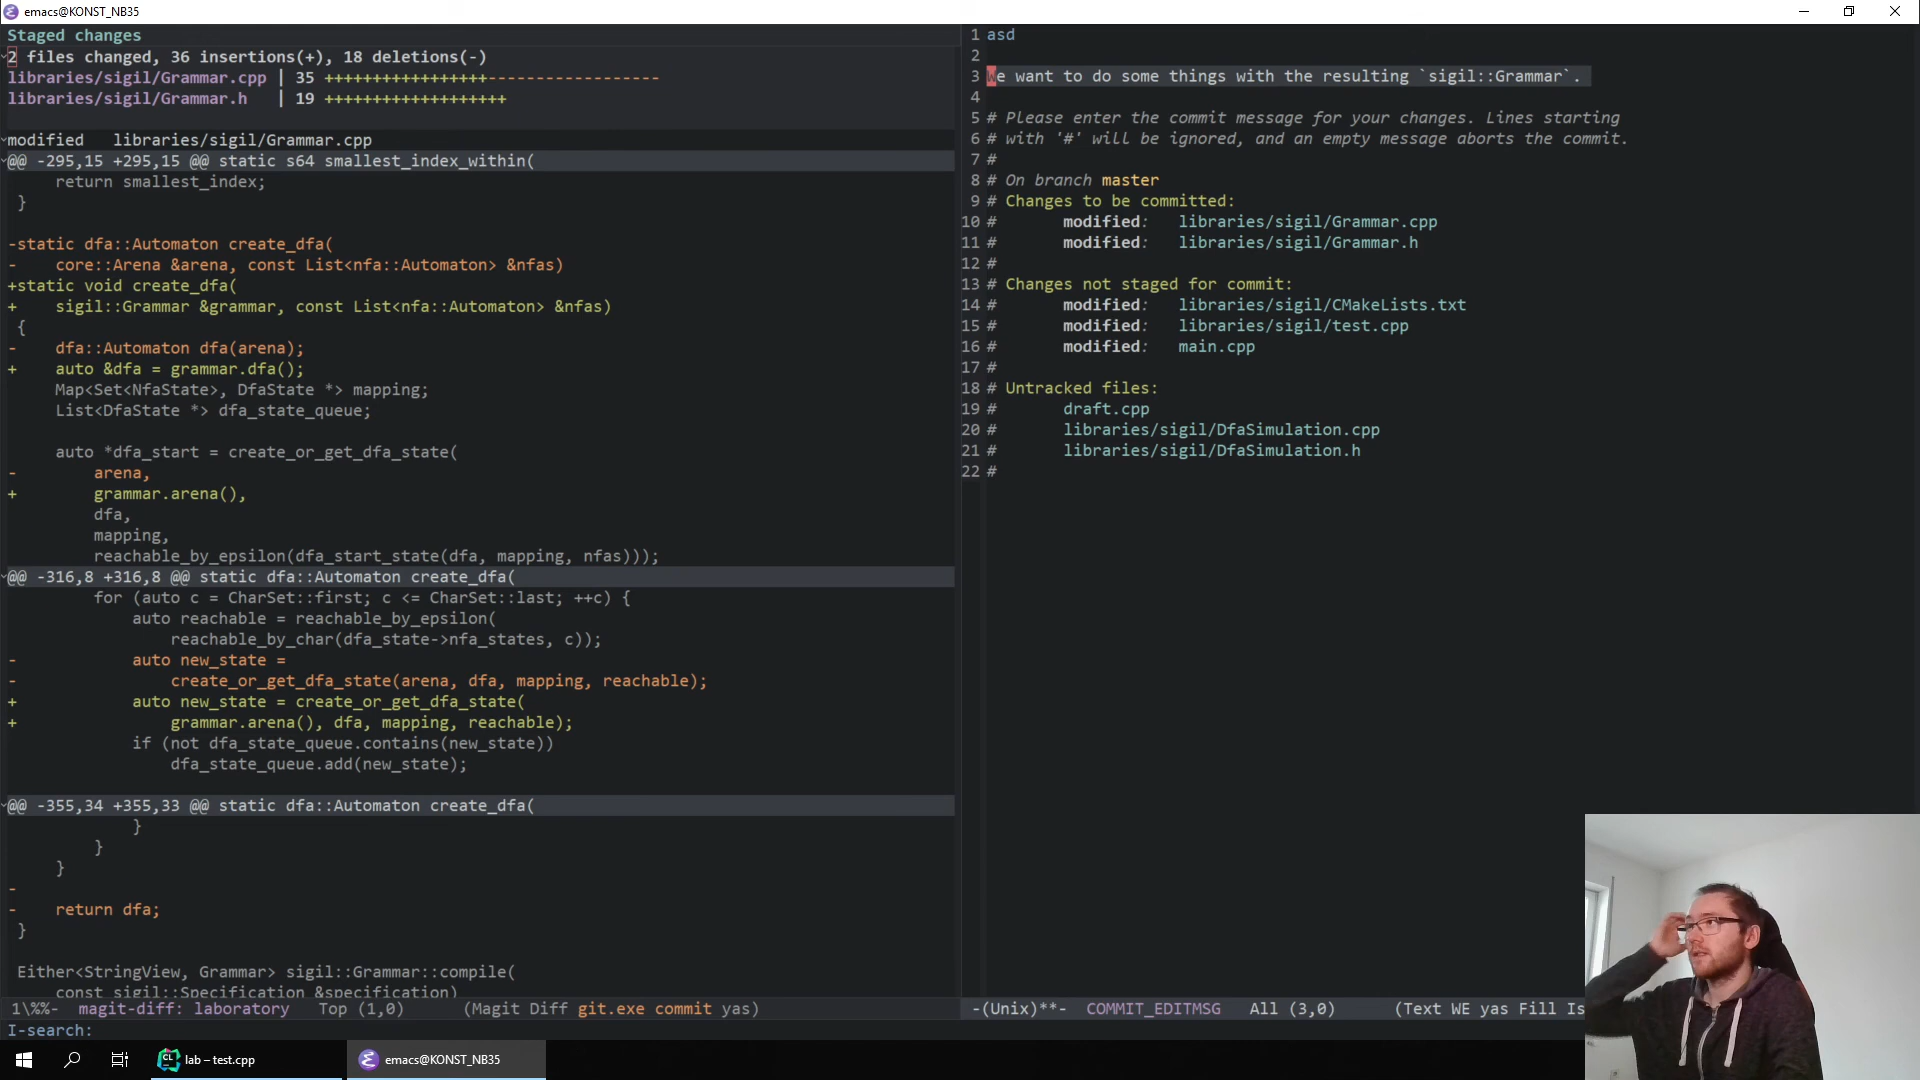 emacs@KONST_NB35
Staged changes
2 files changed, 36 insertions(+), 18 deletions(-)
libraries/sigil/Grammar.cpp | 35 +++++++++++++++++------------------
libraries/sigil/Grammar.h   | 19 +++++++++++++++++++
modified   libraries/sigil/Grammar.cpp
@@ -295,15 +295,15 @@ static s64 smallest_index_within(
     return smallest_index;
 }
-static dfa::Automaton create_dfa(
-    core::Arena &arena, const List<nfa::Automaton> &nfas)
+static void create_dfa(
+    sigil::Grammar &grammar, const List<nfa::Automaton> &nfas)
 {
-    dfa::Automaton dfa(arena);
+    auto &dfa = grammar.dfa();
     Map<Set<NfaState>, DfaState *> mapping;
     List<DfaState *> dfa_state_queue;
     auto *dfa_start = create_or_get_dfa_state(
-        arena,
+        grammar.arena(),
         dfa,
         mapping,
         reachable_by_epsilon(dfa_start_state(dfa, mapping, nfas)));
@@ -316,8 +316,8 @@ static dfa::Automaton create_dfa(
         for (auto c = CharSet::first; c <= CharSet::last; ++c) {
             auto reachable = reachable_by_epsilon(
                 reachable_by_char(dfa_state->nfa_states, c));
-            auto new_state =
-                create_or_get_dfa_state(arena, dfa, mapping, reachable);
+            auto new_state = create_or_get_dfa_state(
+                grammar.arena(), dfa, mapping, reachable);
             if (not dfa_state_queue.contains(new_state))
                 dfa_state_queue.add(new_state);
@@ -355,34 +355,33 @@ static dfa::Automaton create_dfa(
             }
         }
     }
-
-    return dfa;
 }
 Either<StringView, Grammar> sigil::Grammar::compile(
     const sigil::Specification &specification)
1\%%-  magit-diff: laboratory   Top (1,0)   (Magit Diff git.exe commit yas)
I-search:
1 asd
2
3 We want to do some things with the resulting `sigil::Grammar`.
4
5 # Please enter the commit message for your changes. Lines starting
6 # with '#' will be ignored, and an empty message aborts the commit.
7 #
8 # On branch master
9 # Changes to be committed:
10 #       modified:   libraries/sigil/Grammar.cpp
11 #       modified:   libraries/sigil/Grammar.h
12 #
13 # Changes not staged for commit:
14 #       modified:   libraries/sigil/CMakeLists.txt
15 #       modified:   libraries/sigil/test.cpp
16 #       modified:   main.cpp
17 #
18 # Untracked files:
19 #       draft.cpp
20 #       libraries/sigil/DfaSimulation.cpp
21 #       libraries/sigil/DfaSimulation.h
22 #
-(Unix)**-  COMMIT_EDITMSG   All (3,0)      (Text WE yas Fill Is
CL lab – test.cpp
emacs@KONST_NB35